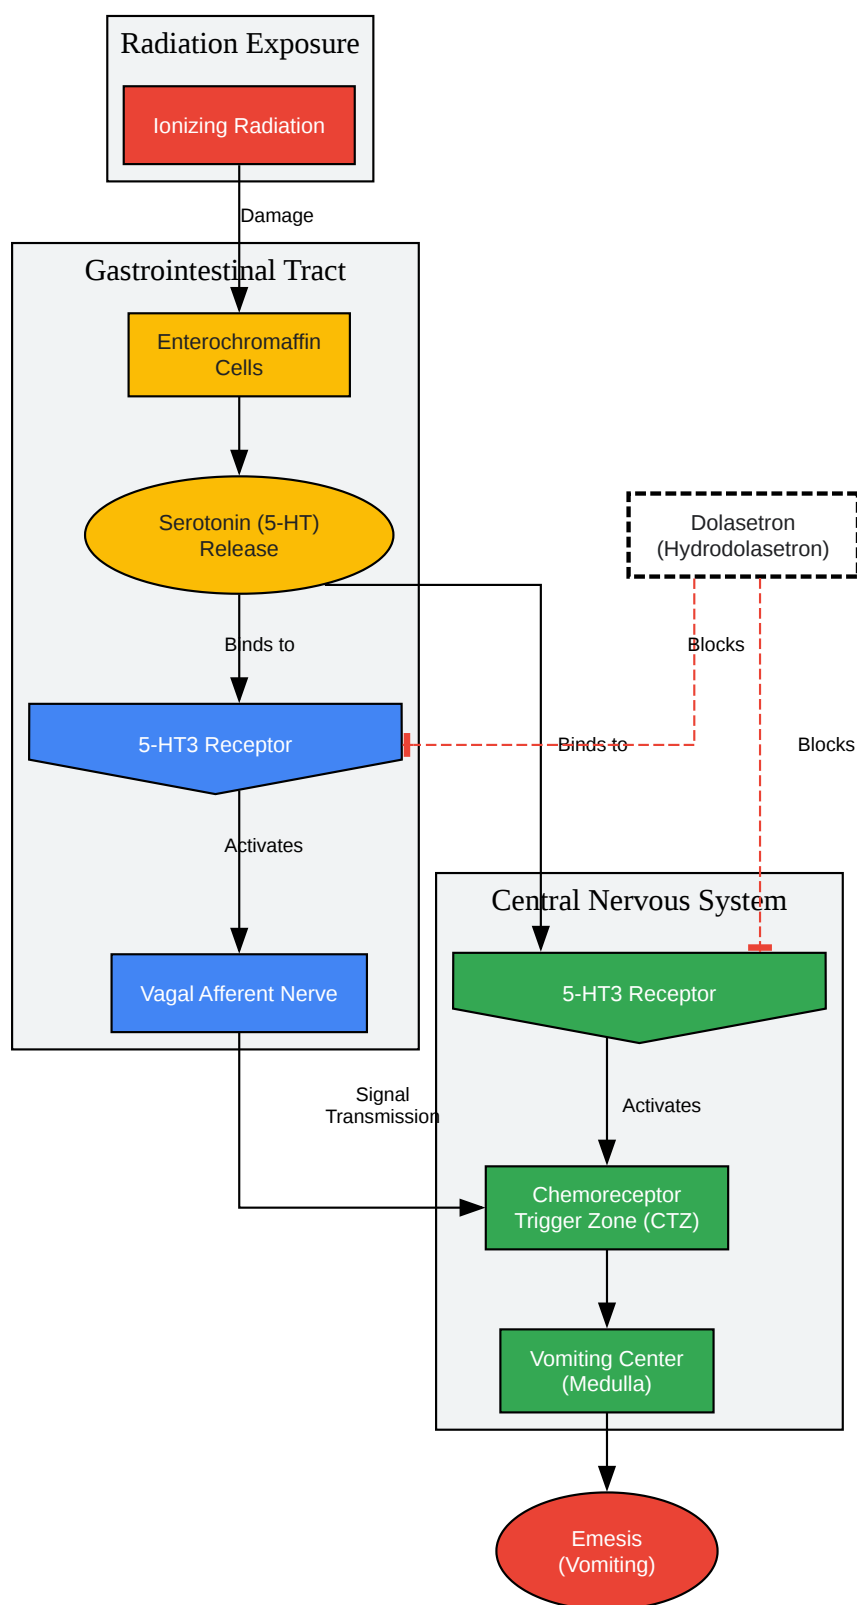 Radiation Exposure
Ionizing Radiation
Damage
Gastrointestinal Tract
Enterochromaffin
Cells
Serotonin (5-HT)
Release
Dolasetron
(Hydrodolasetron)
Binds to
Blocks
5-HT3 Receptor
Binds to
Blocks
Activates
Central Nervous System
Vagal Afferent Nerve
5-HT3 Receptor
Signal
Transmission
Activates
Chemoreceptor
Trigger Zone (CTZ)
Vomiting Center
(Medulla)
Emesis
(Vomiting)